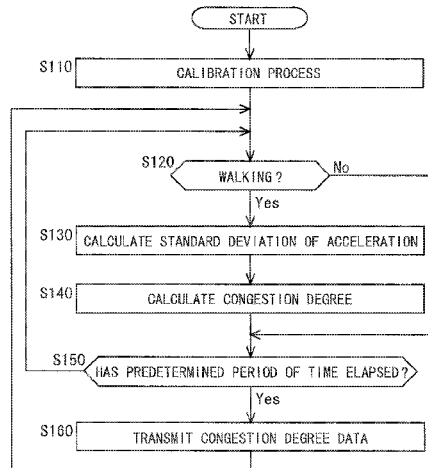 START
S110
CALIBRATION PROCESS
S120
WALKING?
No
Yes
S130
CALCULATE STANDARD DEVIATION OF ACCELERATION
S140
CALCULATE CONGESTION DEGREE
S150
HAS PREDETERMINED PERIOD OF TIME ELAPSED?
Yes
S160
TRANSMIT CONGESTION DEGREE DATA